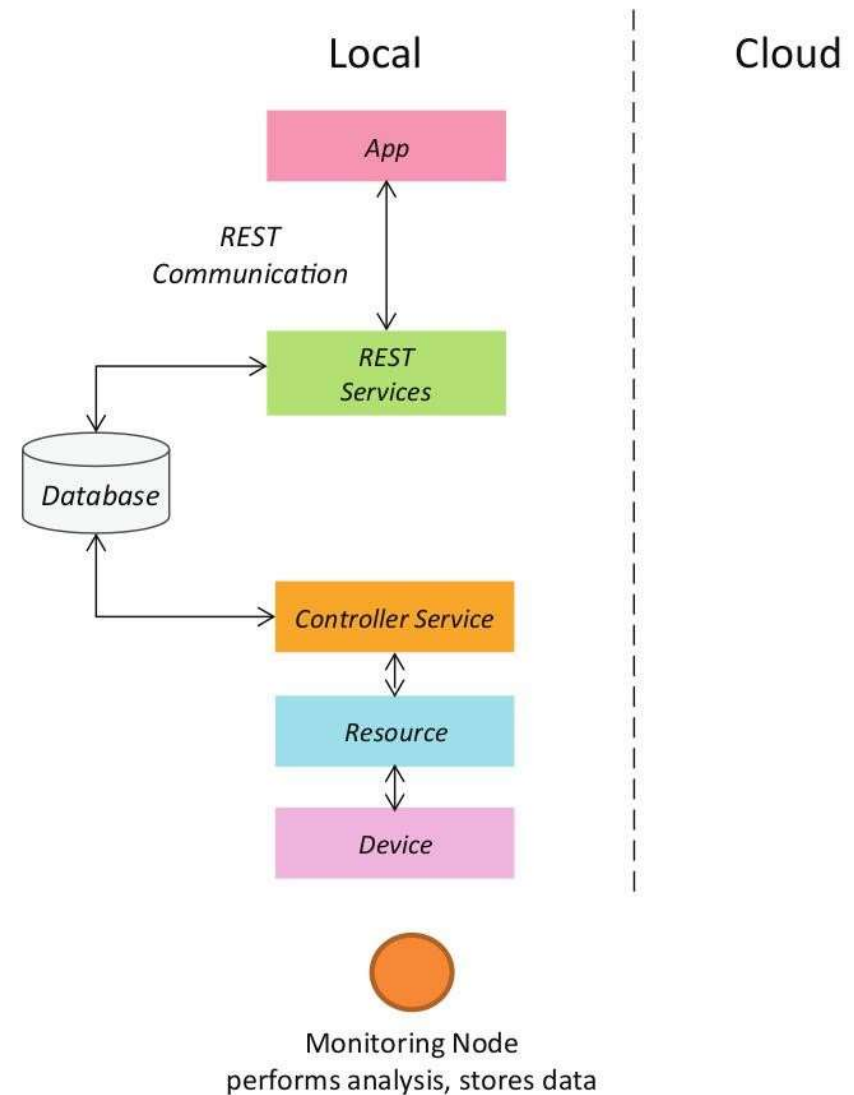 Local
Cloud
App
REST
Communication
REST
Services
Database
Controller Service
Resource
Device
Monitoring Node
performs analysis, stores data